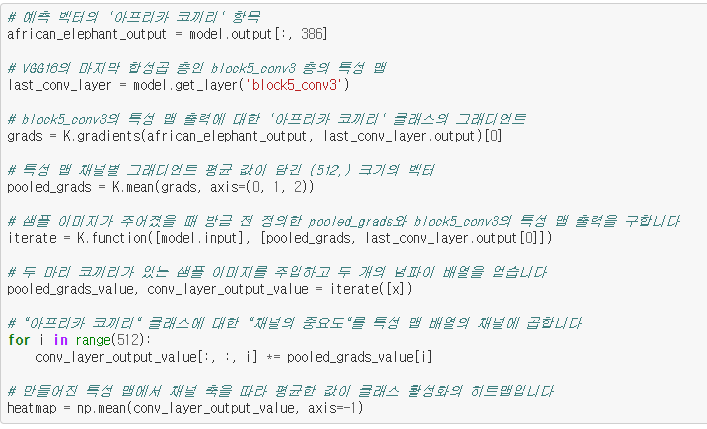 # 예측 벡터의 '아프리카 코끼리' 항목
african_elephant_output = model.output[:, 386]
# VGG16의 마지막 합성곱 층인 block5_conv3 층의 특성 맵
last_conv_layer = model.get_layer('block5_conv3')
# block5_conv3의 특성 맵 출력에 대한 '아프리카 코끼리' 클래스의 그래디언트
grads = K.gradients(african_elephant_output, last_conv_layer.output)[0]
# 특성 맵 채널별 그래디언트 평균 값이 담긴 (512,) 크기의 벡터
pooled_grads = K.mean(grads, axis=(0, 1, 2))
# 샘플 이미지가 주어졌을 때 방금 전 정의한 pooled_grads와 block5_conv3의 특성 맵 출력을 구합니다
iterate = K.function([model.input], [pooled_grads, last_conv_layer.output[0]])
# 두 마리 코끼리가 있는 샘플 이미지를 주입하고 두 개의 넘파이 배열을 얻습니다
pooled_grads_value, conv_layer_output_value = iterate([x])
# "아프리카 코끼리" 클래스에 대한 "채널의 중요도"를 특성 맵 배열의 채널에 곱합니다
for i in range(512):
conv_layer_output_value[:, :, i] *= pooled_grads_value[i]
# 만들어진 특성 맵에서 채널 축을 따라 평균한 값이 클래스 활성화의 히트맵입니다
heatmap = np.mean(conv_layer_output_value, axis=-1)